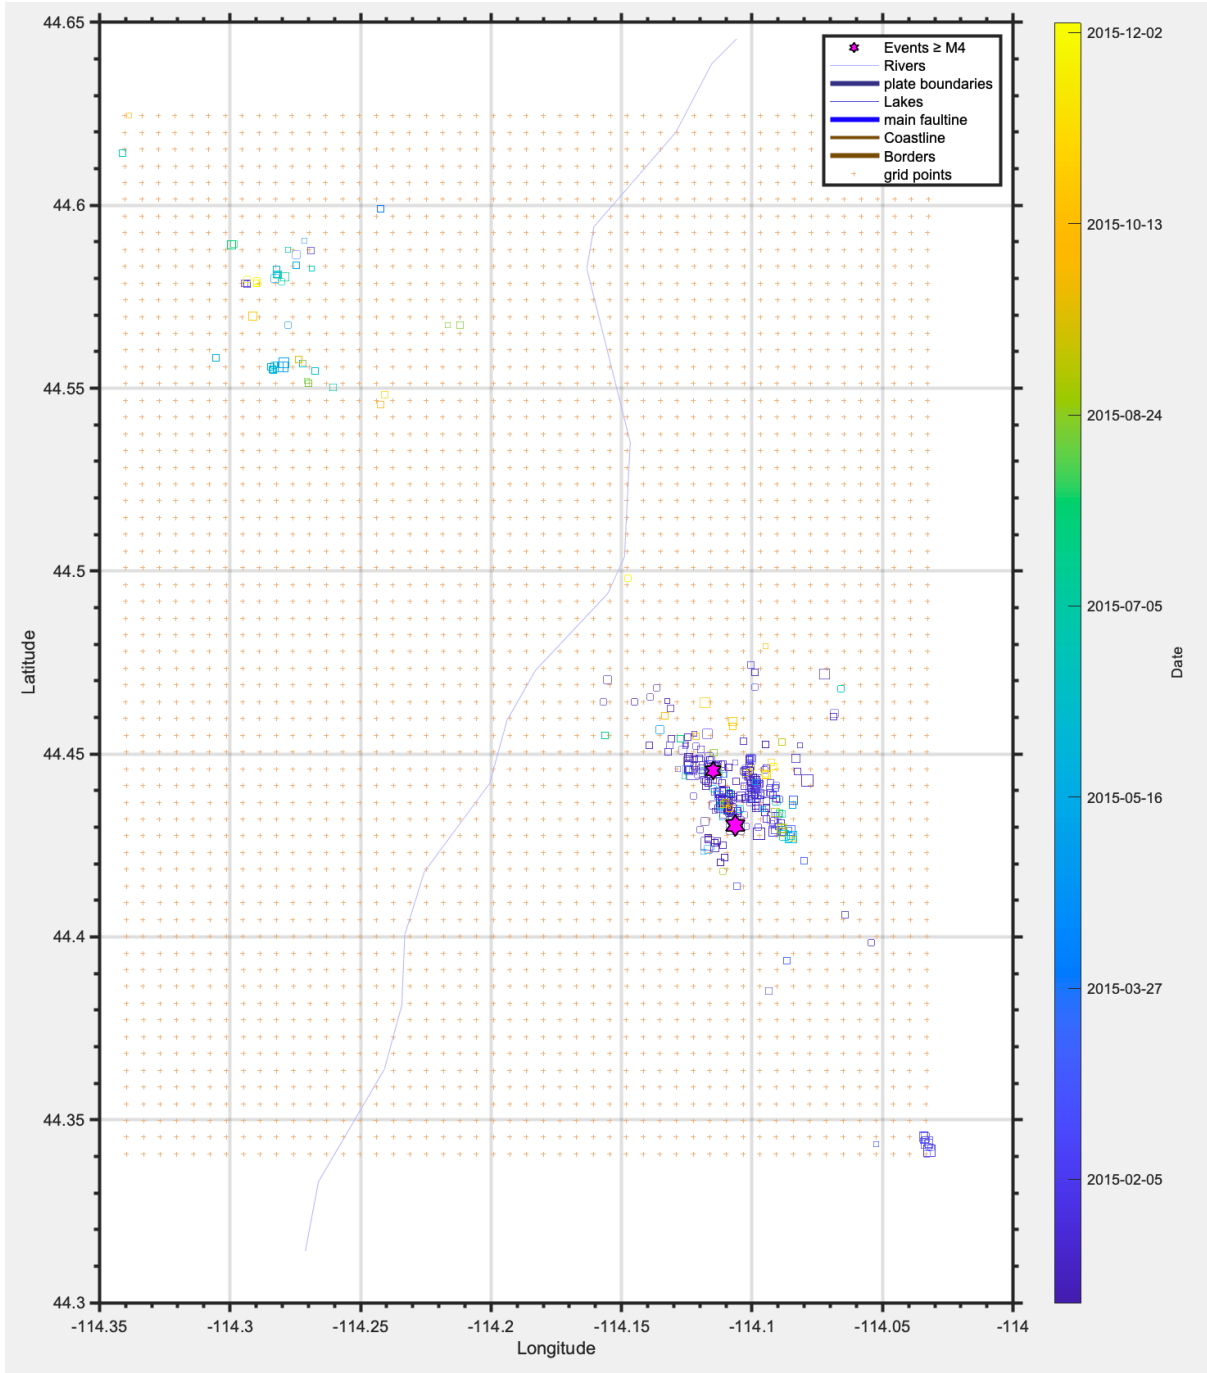 44.65
44.6
44.55
44.5
44.45
44.4
44.35
44.3
Latitude
-114.35
-114.3
-114.25
-114.2
-114.15
-114.1
-114.05
-114
Longitude
Events ≥ M4
Rivers
plate boundaries
Lakes
main faultine
Coastline
Borders
grid points
2015-12-02
2015-10-13
2015-08-24
2015-07-05
2015-05-16
2015-03-27
2015-02-05
Date